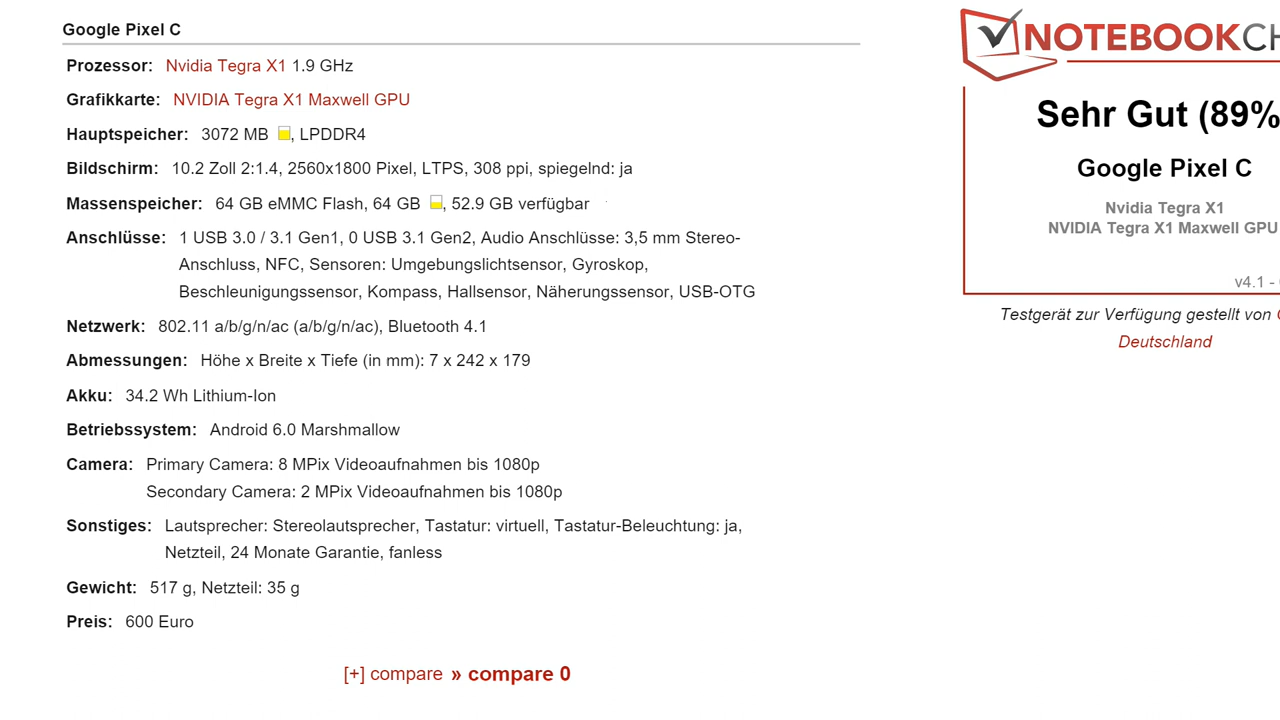 Google Pixel C
Prozessor: Nvidia Tegra X1 1.9 GHz
Grafikkarte: NVIDIA Tegra X1 Maxwell GPU
Hauptspeicher: 3072 MB , LPDDR4
Bildschirm: 10.2 Zoll 2:1.4, 2560x1800 Pixel, LTPS, 308 ppi, spiegelnd: ja
Massenspeicher: 64 GB eMMC Flash, 64 GB , 52.9 GB verfügbar
Anschlüsse: 1 USB 3.0 / 3.1 Gen1, 0 USB 3.1 Gen2, Audio Anschlüsse: 3,5 mm Stereo-
Anschluss, NFC, Sensoren: Umgebungslichtsensor, Gyroskop,
Beschleunigungssensor, Kompass, Hallsensor, Näherungssensor, USB-OTG
Netzwerk: 802.11 a/b/g/n/ac (a/b/g/n/ac), Bluetooth 4.1
Abmessungen: Höhe x Breite x Tiefe (in mm): 7 x 242 x 179
Akku: 34.2 Wh Lithium-Ion
Betriebssystem: Android 6.0 Marshmallow
Camera: Primary Camera: 8 MPix Videoaufnahmen bis 1080p
Secondary Camera: 2 MPix Videoaufnahmen bis 1080p
Sonstiges: Lautsprecher: Stereolautsprecher, Tastatur: virtuell, Tastatur-Beleuchtung: ja,
Netzteil, 24 Monate Garantie, fanless
Gewicht: 517 g, Netzteil: 35 g
Preis: 600 Euro
[+] compare » compare 0
NOTEBOOKCH
Sehr Gut (89%
Google Pixel C
Nvidia Tegra X1
NVIDIA Tegra X1 Maxwell GPU
v4.1 -
Testgerät zur Verfügung gestellt von
Deutschland